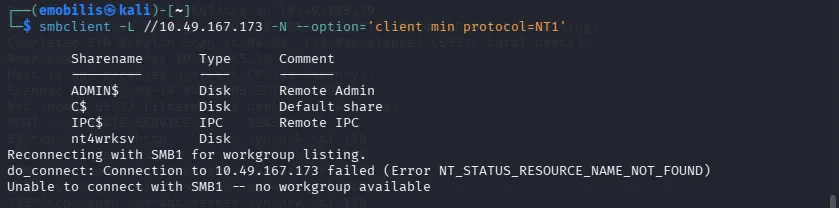 ┌──(emobilis㉿kali)-[~]
└─$ smbclient -L //10.49.167.173 -N --option='client min protocol=NT1'
Sharename Type Comment
--------- ---- -------
ADMIN$ Disk Remote Admin
C$ Disk Default share
IPC$ IPC Remote IPC
nt4wrksv Disk
Reconnecting with SMB1 for workgroup listing.
do_connect: Connection to 10.49.167.173 failed (Error NT_STATUS_RESOURCE_NAME_NOT_FOUND)
Unable to connect with SMB1 -- no workgroup available